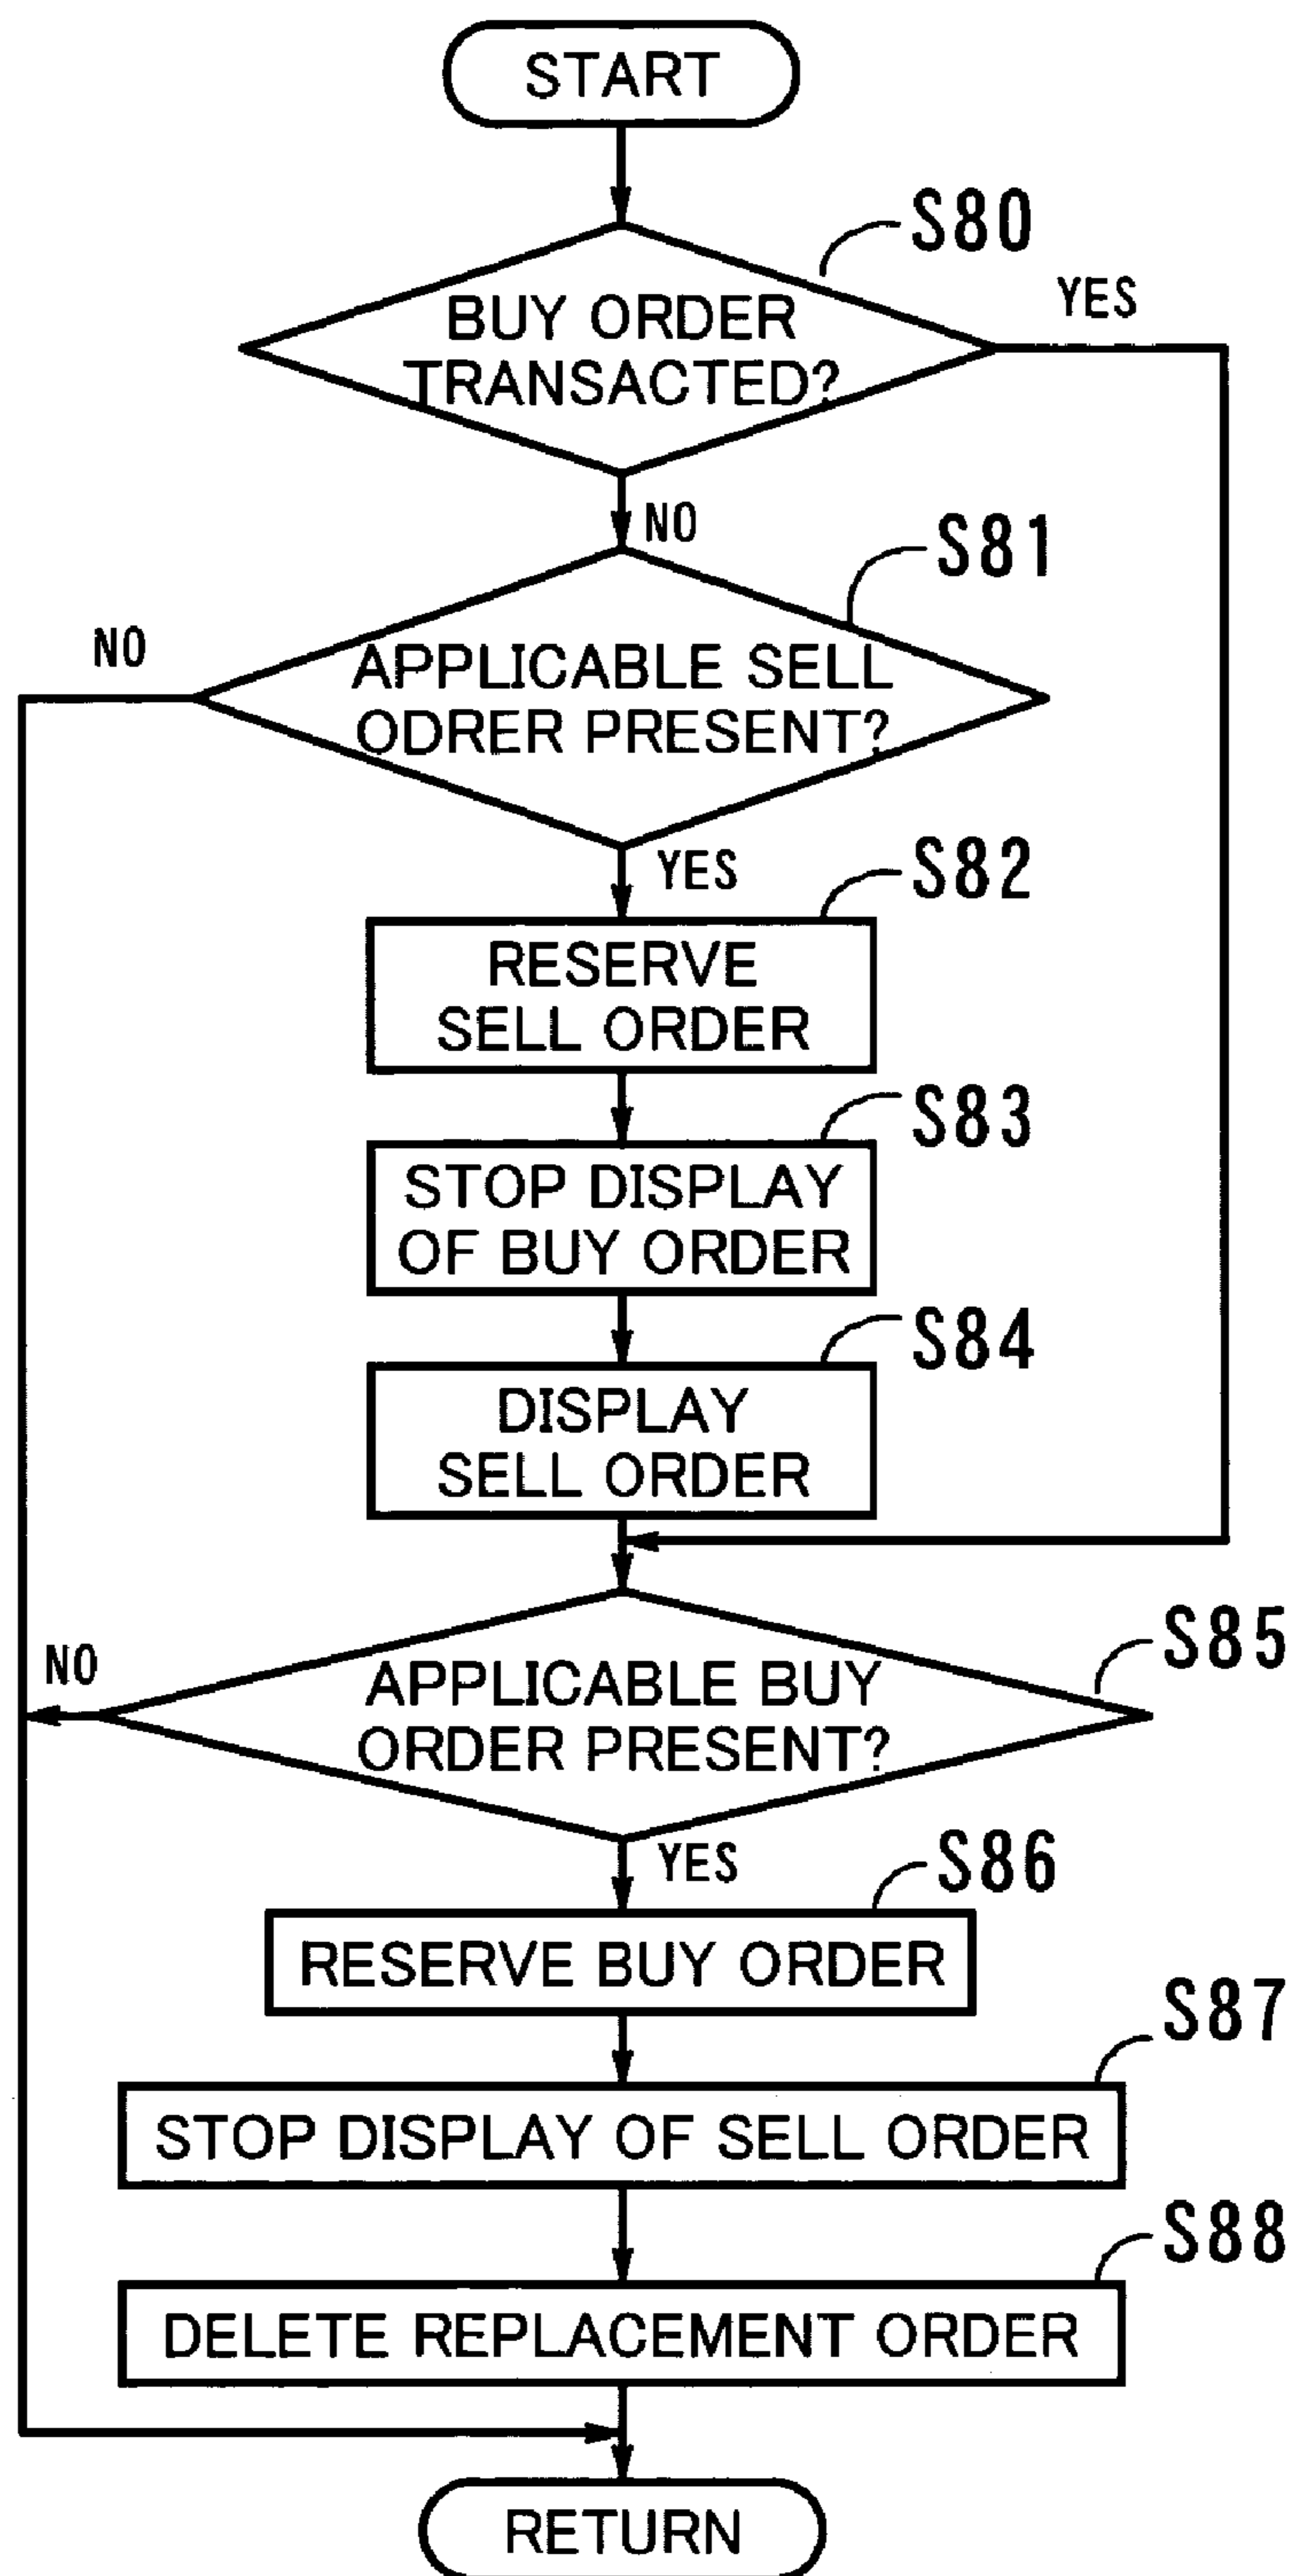 START
S80
YES
BUY ORDER
TRANSACTED?
NO
S81
NO
APPLICABLE SELL
ODRER PRESENT?
YES
S82
RESERVE
SELL ORDER
S83
STOP DISPLAY
OF BUY ORDER
S84
DISPLAY
SELL ORDER
S85
NO
APPLICABLE BUY
ORDER PRESENT?
YES
S86
RESERVE BUY ORDER
S87
STOP DISPLAY OF SELL ORDER
S88
DELETE REPLACEMENT ORDER
RETURN